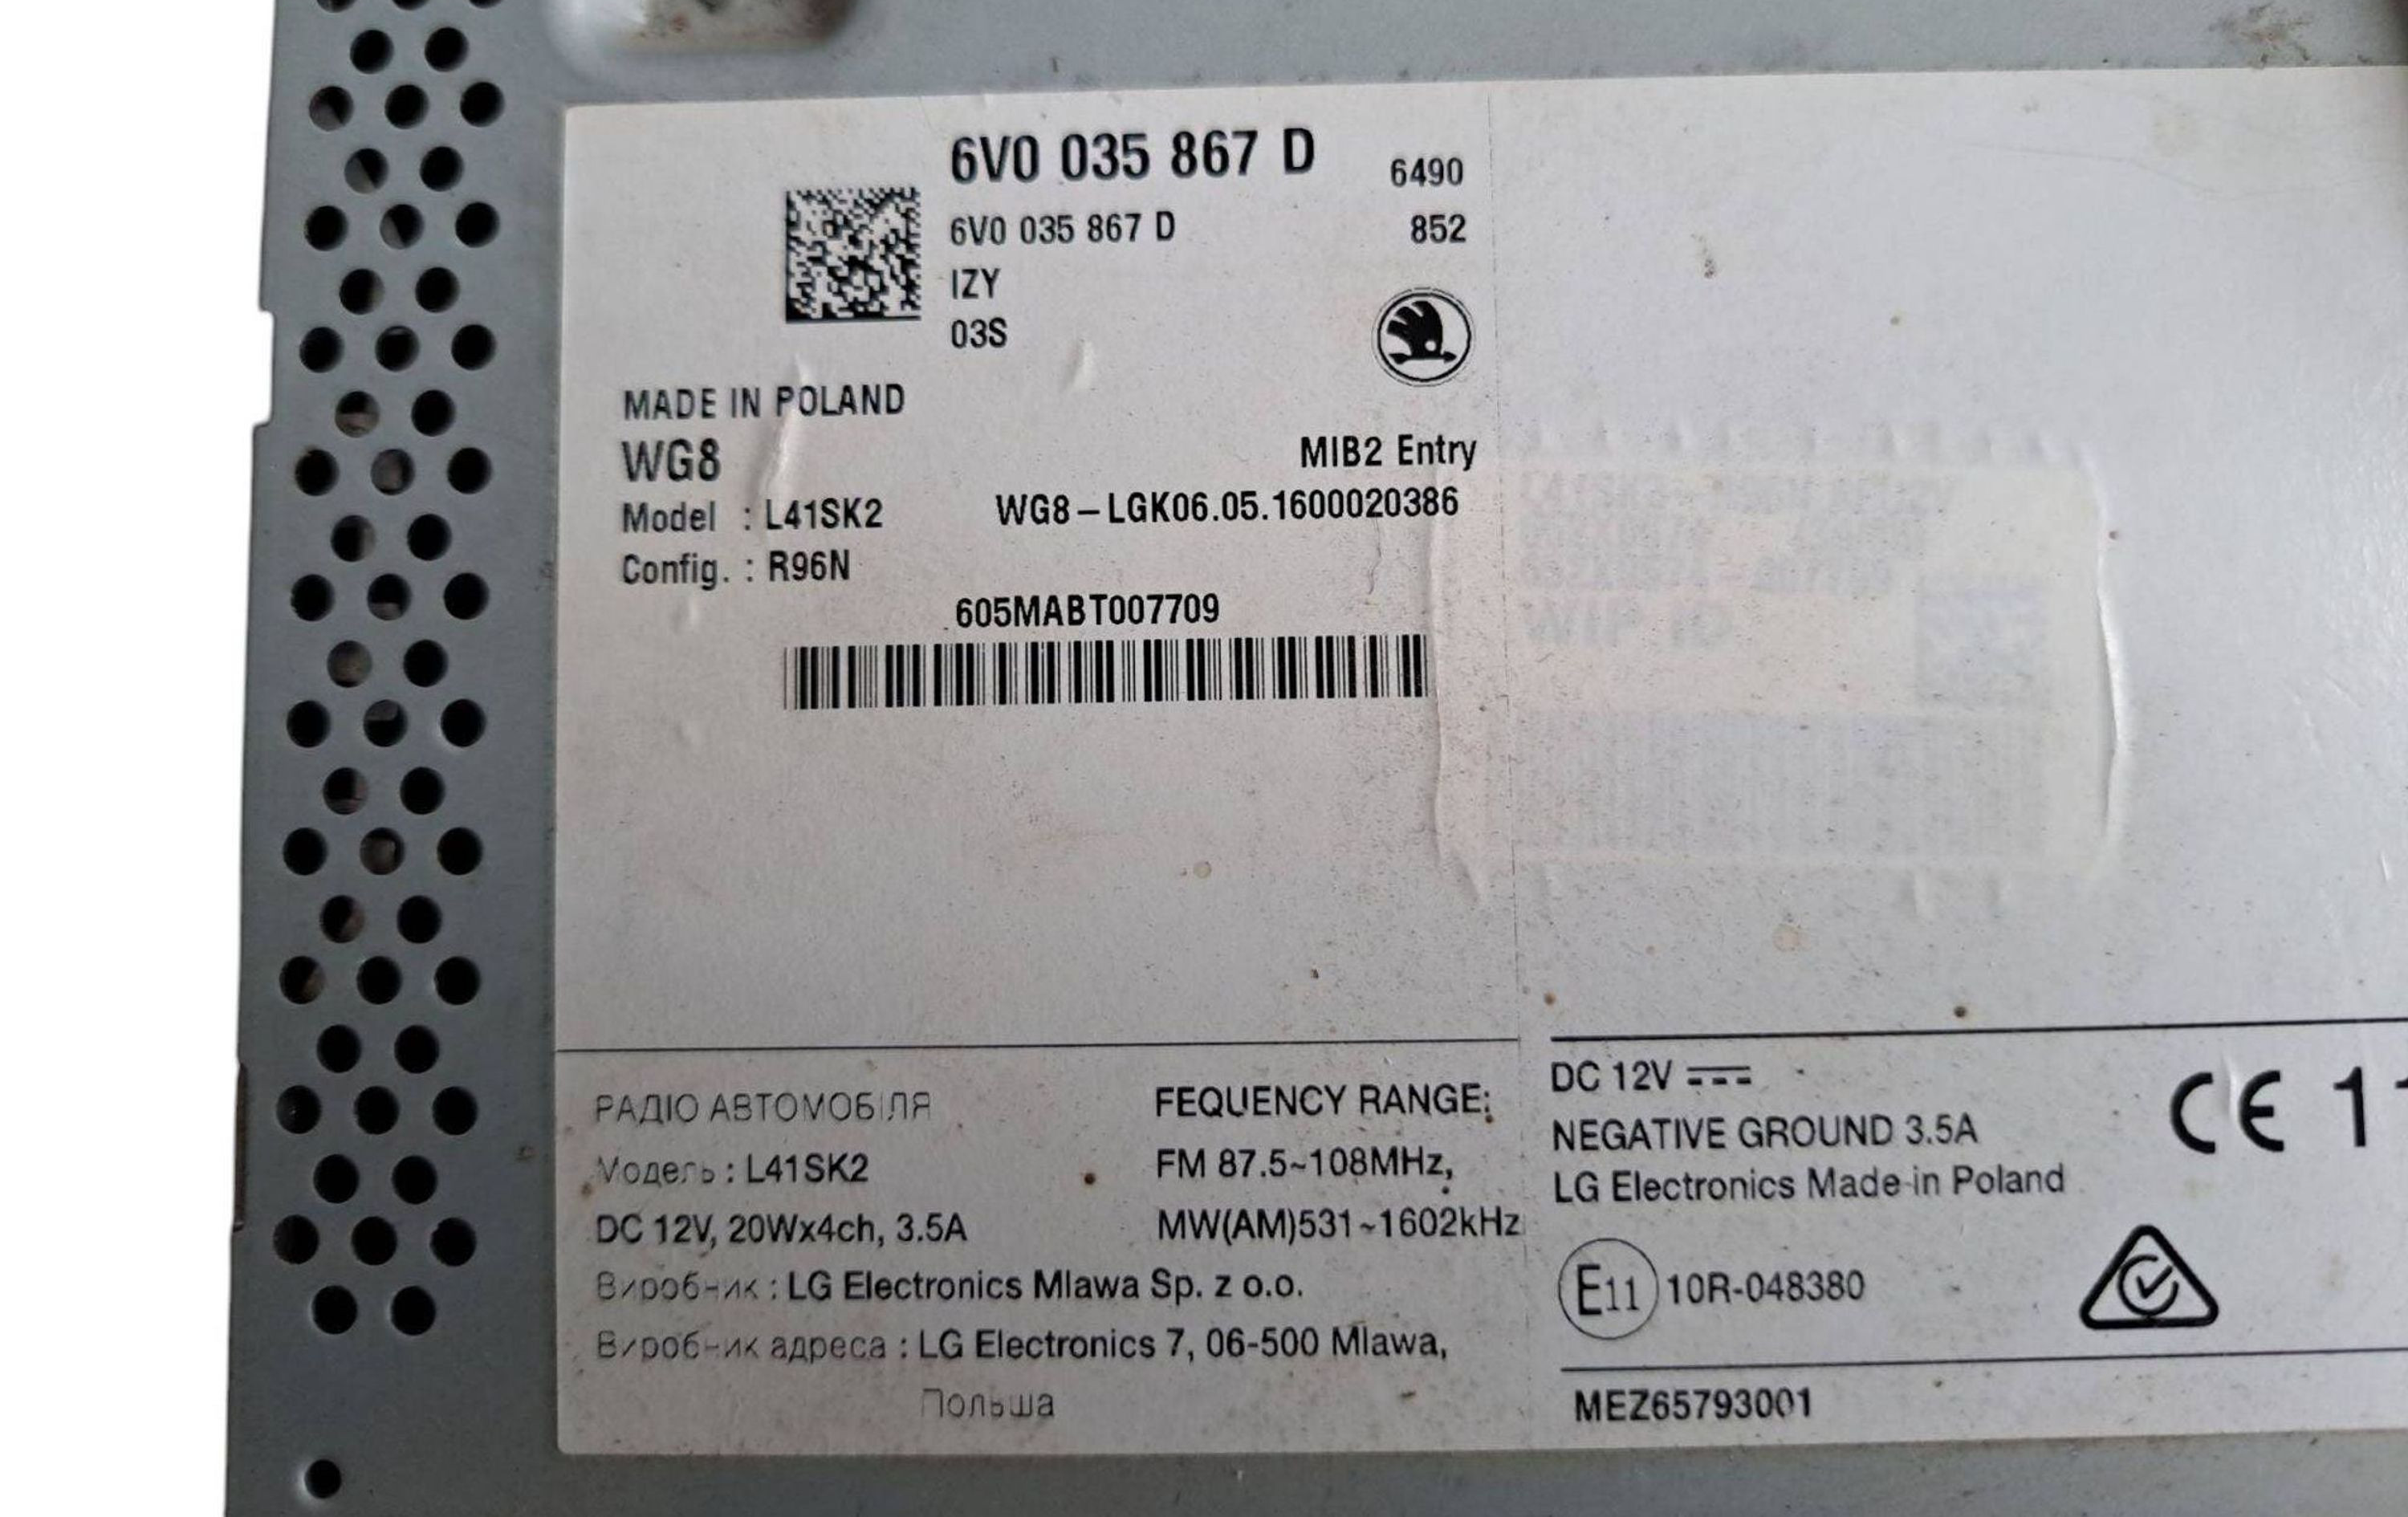 6V0 035 867 D 6490
6V0 035 867 D 852
IZY
03S
MADE IN POLAND
WG8 MIB2 Entry
Model : L41SK2 WG8-LGK06.05.1600020386
Config. : R96N
605MABT007709
РАДІО АВТОМОБІЛЯ FEQUENCY RANGE:
Модель : L41SK2 FM 87.5~108MHz,
DC 12V, 20Wx4ch, 3.5A MW(AM)531~1602kHz
Виробник : LG Electronics Mlawa Sp. z o.o.
Виробник адреса : LG Electronics 7, 06-500 Mlawa,
Польша
DC 12V
NEGATIVE GROUND 3.5A
LG Electronics Made in Poland
CE
E11 10R-048380
MEZ65793001